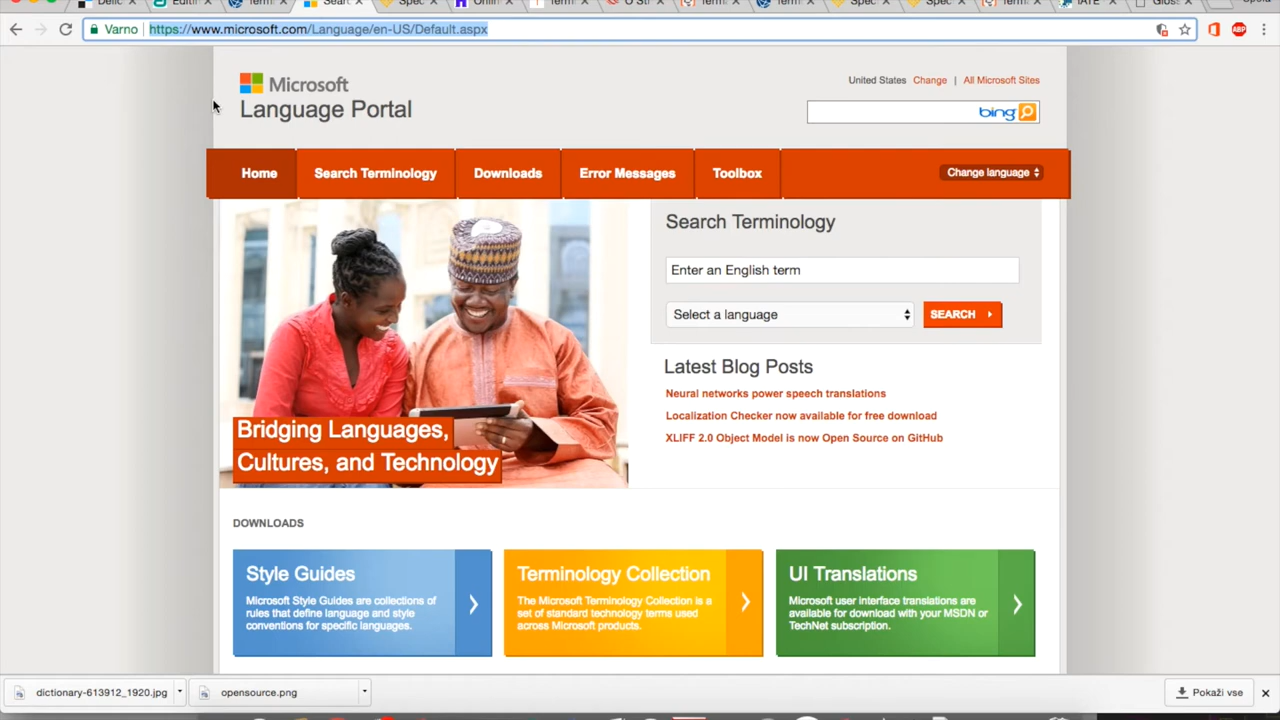 Varno https://www.microsoft.com/Language/en-US/Default.aspx
Microsoft
Language Portal
United States Change | All Microsoft Sites
bing
Home Search Terminology Downloads Error Messages Toolbox Change language
Search Terminology
Enter an English term
Select a language SEARCH
Latest Blog Posts
Neural networks power speech translations
Localization Checker now available for free download
XLIFF 2.0 Object Model is now Open Source on GitHub
Bridging Languages,
Cultures, and Technology
DOWNLOADS
Style Guides
Microsoft Style Guides are collections of
rules that define language and style
conventions for specific languages.
Terminology Collection
The Microsoft Terminology Collection is a
set of standard technology terms used
across Microsoft products.
UI Translations
Microsoft user interface translations are
available for download with your MSDN or
TechNet subscription.
dictionary-613912_1920.jpg opensource.png Pokaži vse